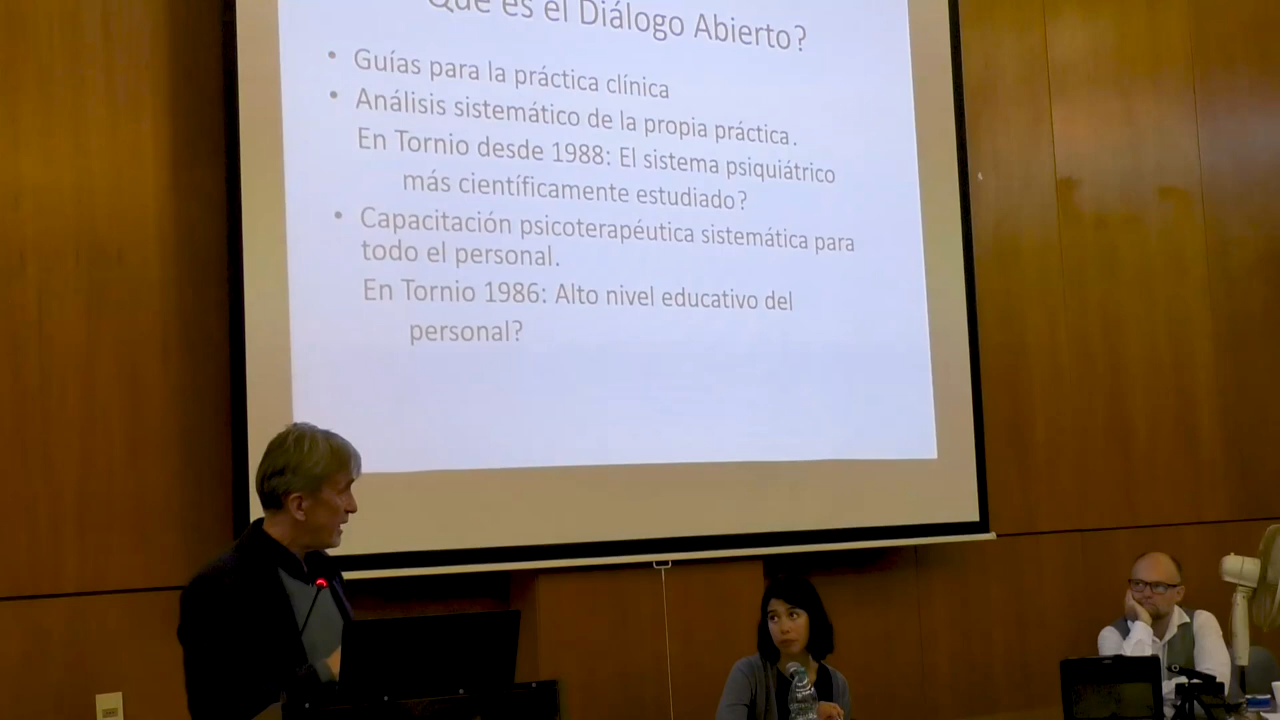 Qué es el Diálogo Abierto?
• Guías para la práctica clínica
• Análisis sistemático de la propia práctica.
En Tornio desde 1988: El sistema psiquiátrico
más científicamente estudiado?
• Capacitación psicoterapéutica sistemática para
todo el personal.
En Tornio 1986: Alto nivel educativo del
personal?